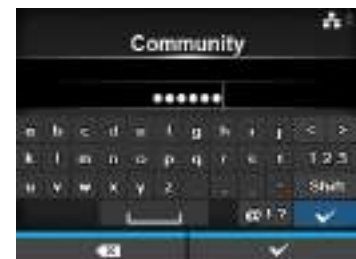 Community
••••••
a b c d e f g h i j < >
k l m n o p q r s t 123
u v w x y z
Shift
@!?